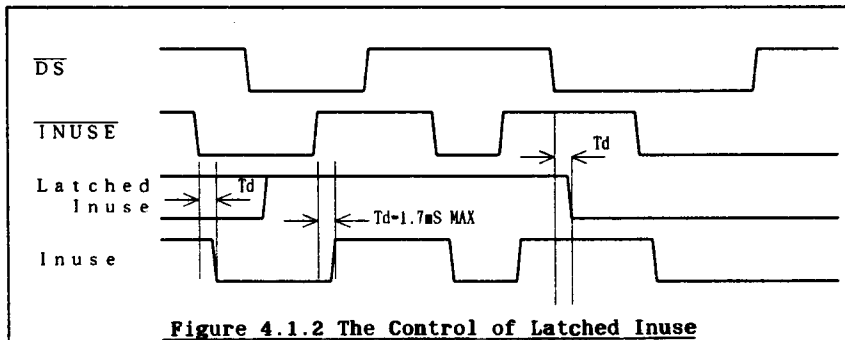 DS
INUSE
Td
Latched Inuse
Td
Td=1.7mS MAX
Inuse
Figure 4.1.2 The Control of Latched Inuse